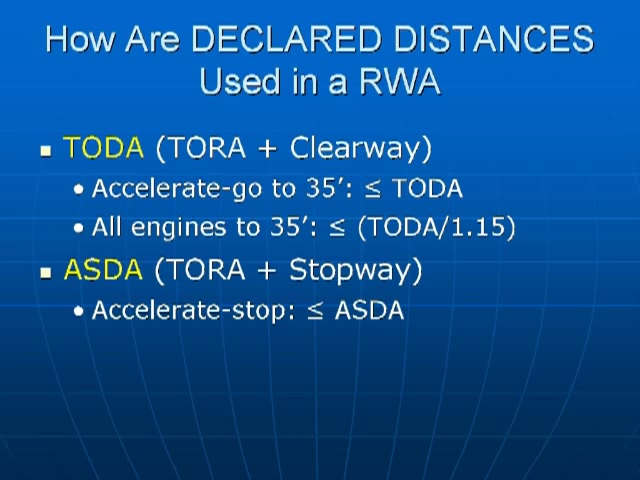 How Are DECLARED DISTANCES
Used in a RWA
▪ TODA (TORA + Clearway)
• Accelerate-go to 35’: ≤ TODA
• All engines to 35’: ≤ (TODA/1.15)
▪ ASDA (TORA + Stopway)
• Accelerate-stop: ≤ ASDA